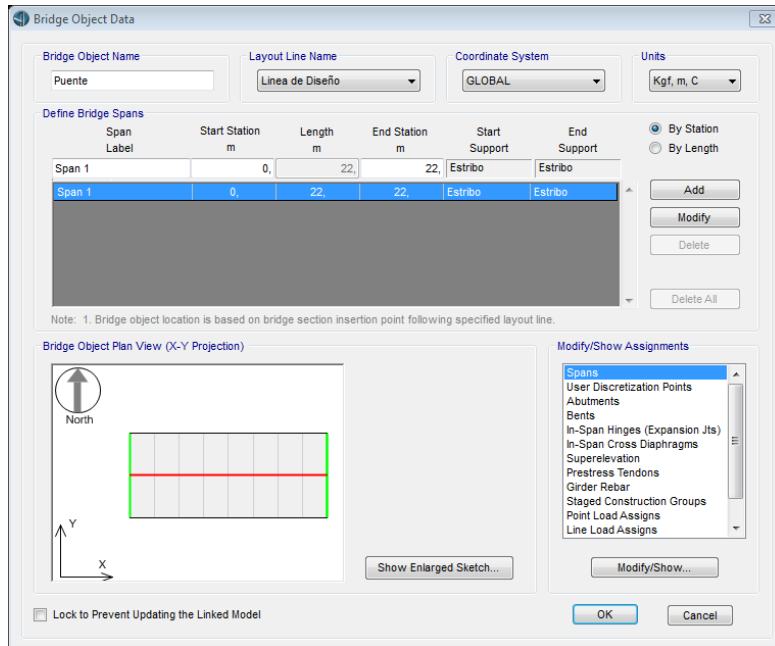 Bridge Object Data
Bridge Object Name Layout Line Name Coordinate System Units
Puente Linea de Diseño GLOBAL Kgf, m, C
Define Bridge Spans
Span Start Station Length End Station Start End
Label m m m Support Support
Span 1 0, 22, 22, Estribo Estribo
Span 1 0, 22, 22, Estribo Estribo
By Station
By Length
Add
Modify
Delete
Delete All
Note: 1. Bridge object location is based on bridge section insertion point following specified layout line.
Bridge Object Plan View (X-Y Projection)
North
Y
X
Show Enlarged Sketch...
Modify/Show Assignments
Spans
User Discretization Points
Abutments
Bents
In-Span Hinges (Expansion Jts)
In-Span Cross Diaphragms
Superelevation
Prestress Tendons
Girder Rebar
Staged Construction Groups
Point Load Assigns
Line Load Assigns
Modify/Show...
Lock to Prevent Updating the Linked Model
OK Cancel